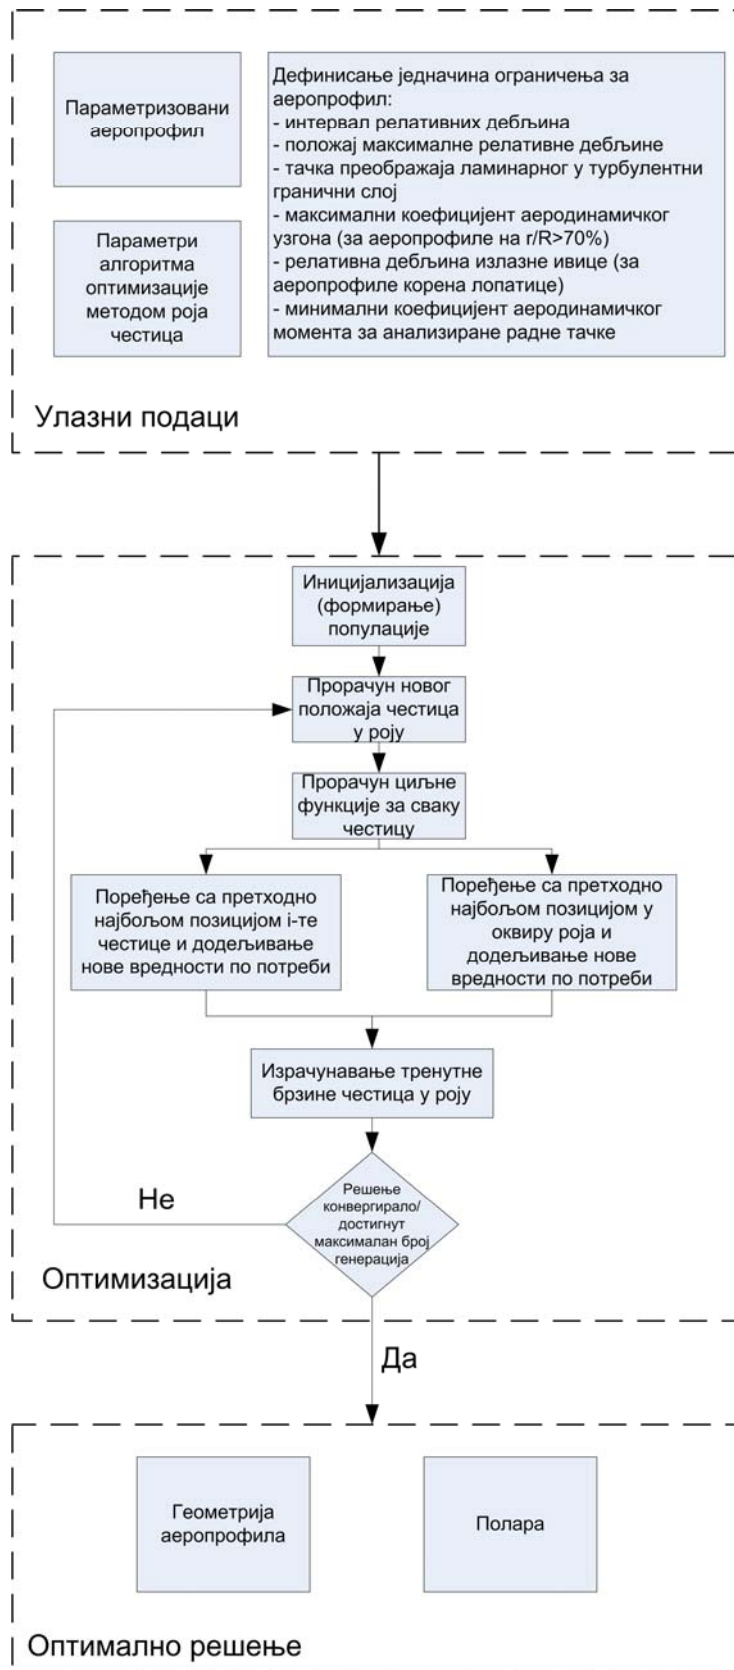 Параметризовани
аеропрофил
Дефинисање једначина ограничења за
аеропрофил:
- интервал релативних дебљина
- положај максималне релативне дебљине
- тачка преображаја ламинарног у турбулентни
гранични слој
- максимални коефицијент аеродинамичког
узгона (за аеропрофиле на r/R>70%)
- релативна дебљина излазне ивице (за
аеропрофиле корена лопатице)
- минимални коефицијент аеродинамичког
момента за анализиране радне тачке
Параметри
алгоритма
оптимизације
методом роја
честица
Улазни подаци
Иницијализација
(формирање)
популације
Прорачун новог
положаја честица
у роју
Прорачун циљне
функције за сваку
честицу
Поређење са претходно
најбољом позицијом i-те
честице и додељивање
нове вредности по потреби
Поређење са претходно
најбољом позицијом у
оквиру роја и
додељивање нове
вредности по потреби
Израчунавање тренутне
брзине честица у роју
Решење
конвергирало/
достигнут
максималан број
генерација
Не
Оптимизација
Да
Геометрија
аеропрофила
Полара
Оптимално решење